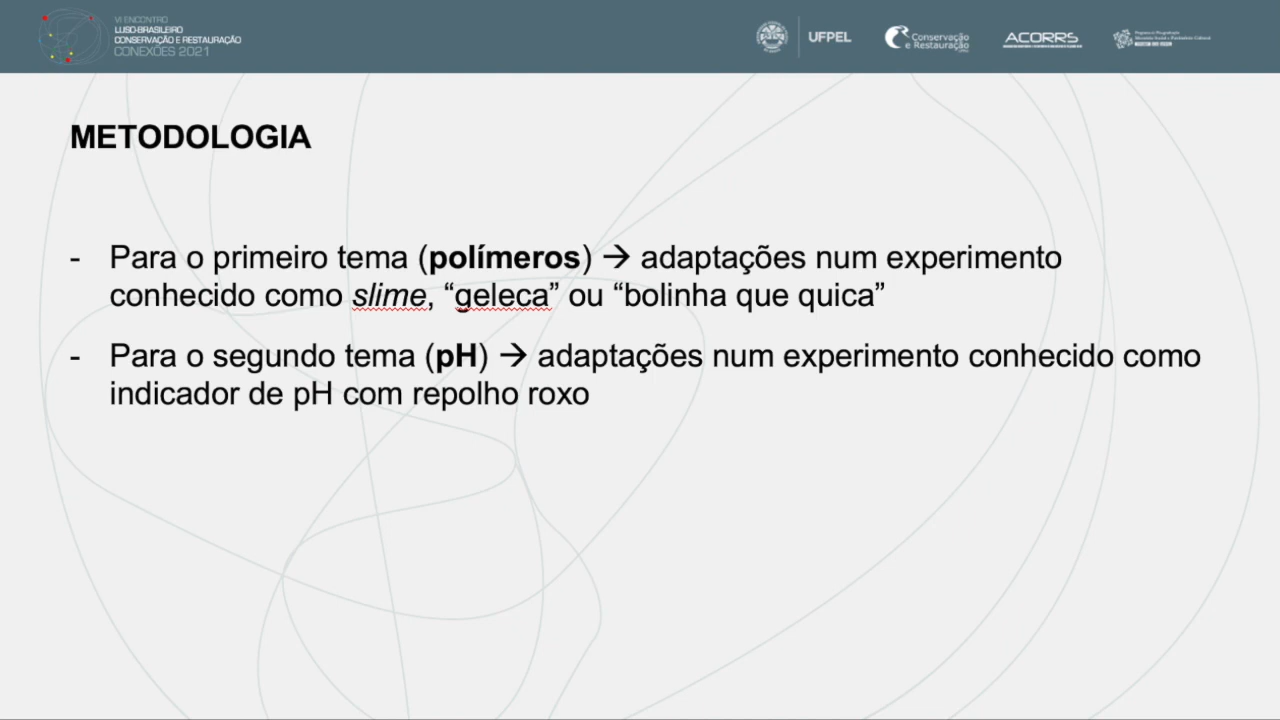 VI ENCONTRO
LUSO-BRASILEIRO
CONSERVAÇÃO E RESTAURAÇÃO
CONEXÕES 2021
UFPEL
Conservação
e Restauração
ACORRS
METODOLOGIA
- Para o primeiro tema (polímeros) → adaptações num experimento
conhecido como slime, “geleca” ou “bolinha que quica”
- Para o segundo tema (pH) → adaptações num experimento conhecido como
indicador de pH com repolho roxo